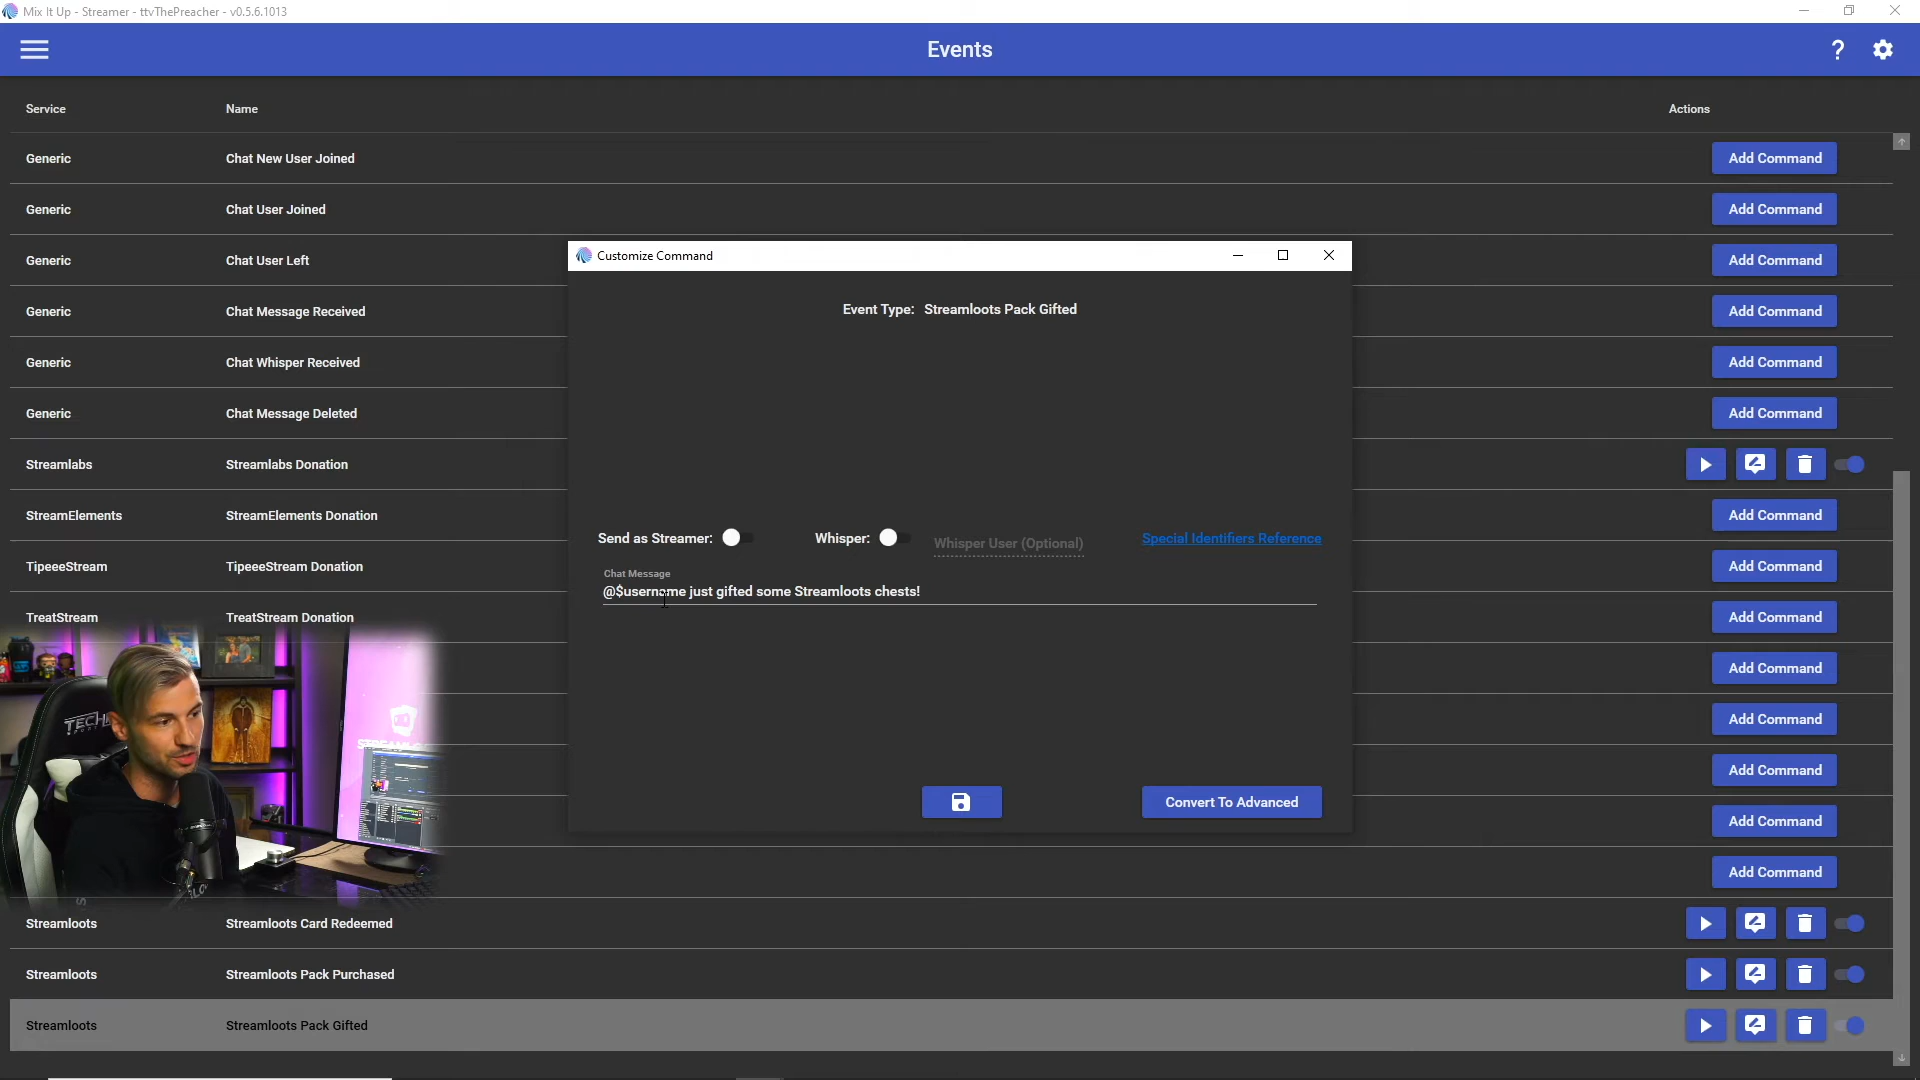 Mix It Up - Streamer - ttvThePreacher - v0.5.6.1013
Events
?
Service Name Actions
Generic Chat New User Joined Add Command
Generic Chat User Joined Add Command
Generic Chat User Left Add Command
Generic Chat Message Received Add Command
Generic Chat Whisper Received Add Command
Generic Chat Message Deleted Add Command
Streamlabs Streamlabs Donation
StreamElements StreamElements Donation Add Command
TipeeeStream TipeeeStream Donation Add Command
TreatStream TreatStream Donation Add Command
Add Command
Add Command
Add Command
Add Command
Add Command
Streamloots Streamloots Card Redeemed
Streamloots Streamloots Pack Purchased
Streamloots Streamloots Pack Gifted
Customize Command
Event Type: Streamloots Pack Gifted
Send as Streamer: Whisper: Whisper User (Optional) Special Identifiers Reference
Chat Message
@$username just gifted some Streamloots chests!
Convert To Advanced